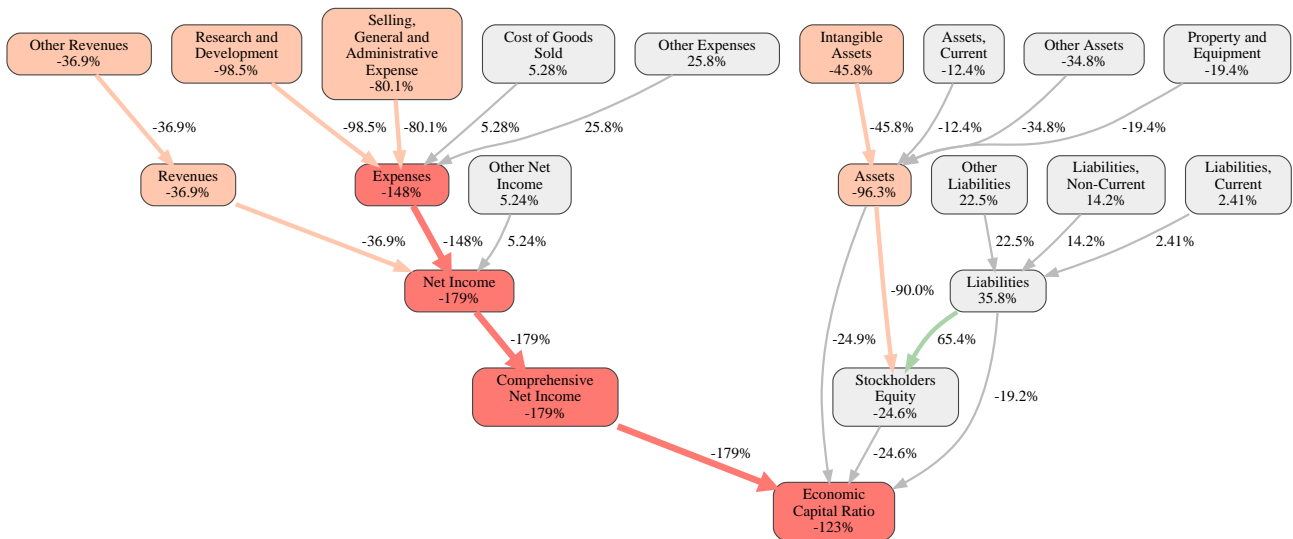 Other Revenues
-36.9%
Research and
Development
-98.5%
Selling,
General and
Administrative
Expense
-80.1%
Cost of Goods
Sold
5.28%
Other Expenses
25.8%
Intangible
Assets
-45.8%
Assets,
Current
-12.4%
Other Assets
-34.8%
Property and
Equipment
-19.4%
-36.9%
-98.5%
-80.1%
5.28%
25.8%
-45.8%
-12.4%
-34.8%
-19.4%
Revenues
-36.9%
Expenses
-148%
Other Net
Income
5.24%
Assets
-96.3%
Other
Liabilities
22.5%
Liabilities,
Non-Current
14.2%
Liabilities,
Current
2.41%
-36.9%
-148%
5.24%
22.5%
14.2%
2.41%
Net Income
-179%
-90.0%
Liabilities
35.8%
-179%
-24.9%
65.4%
Comprehensive
Net Income
-179%
Stockholders
Equity
-24.6%
-19.2%
-179%
-24.6%
Economic
Capital Ratio
-123%